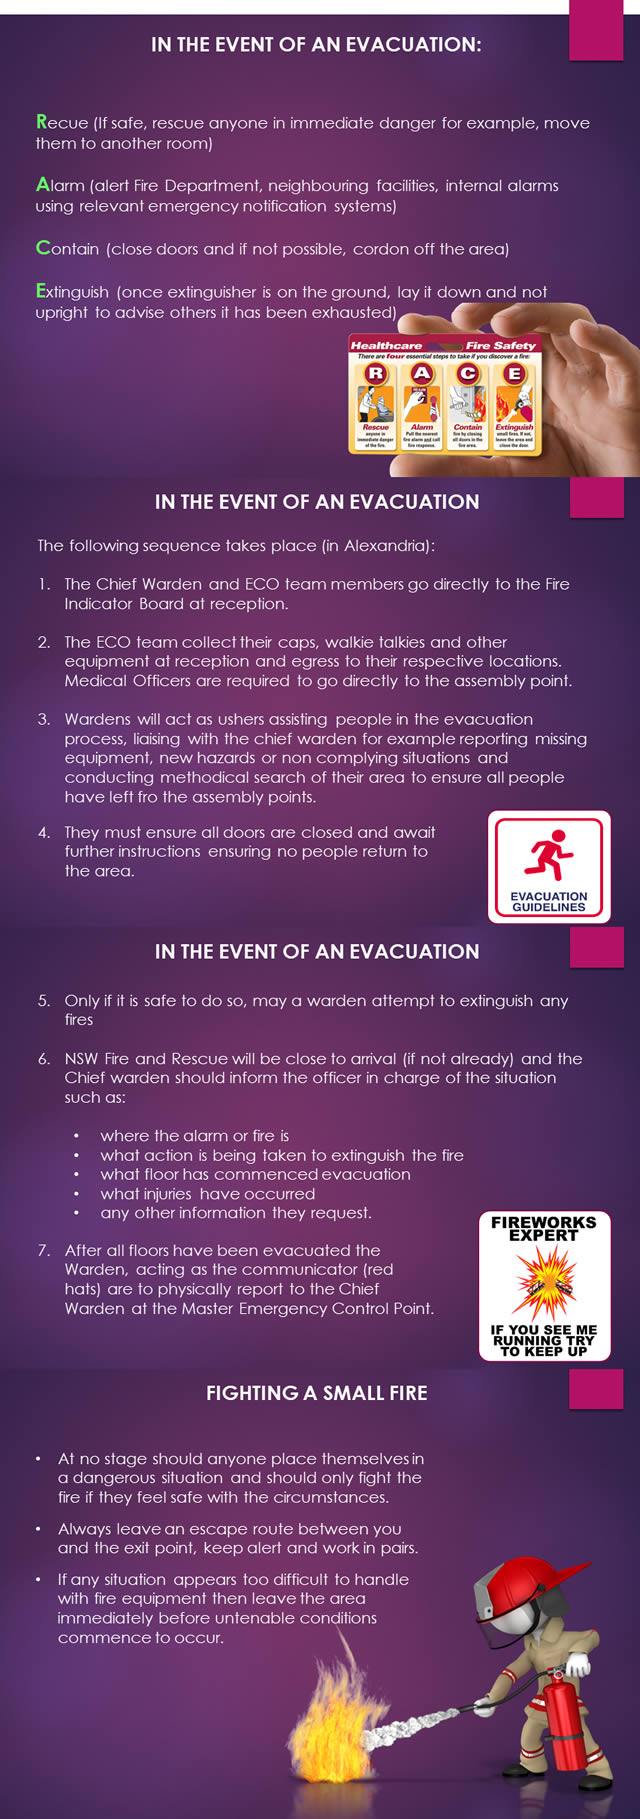 IN THE EVENT OF AN EVACUATION:
Recue (If safe, rescue anyone in immediate danger for example, move
them to another room)
Alarm (alert Fire Department, neighbouring facilities, internal alarms
using relevant emergency notification systems)
Contain (close doors and if not possible, cordon off the area)
Extinguish (once extinguisher is on the ground, lay it down and not
upright to advise others it has been exhausted)
Healthcare Fire Safety
There are four essential steps to take if you discover a fire:
R A C E
Rescue
anyone in
immediate danger
of the fire.
Alarm
Pull the nearest
fire alarm and call
fire response.
Contain
fire by closing
all doors in the
fire area.
Extinguish
small fires. If not,
leave the area and
close the door.
IN THE EVENT OF AN EVACUATION
The following sequence takes place (in Alexandria):
1. The Chief Warden and ECO team members go directly to the Fire
Indicator Board at reception.
2. The ECO team collect their caps, walkie talkies and other
equipment at reception and egress to their respective locations.
Medical Officers are required to go directly to the assembly point.
3. Wardens will act as ushers assisting people in the evacuation
process, liaising with the chief warden for example reporting missing
equipment, new hazards or non complying situations and
conducting methodical search of their area to ensure all people
have left fro the assembly points.
4. They must ensure all doors are closed and await
further instructions ensuring no people return to
the area.
EVACUATION
GUIDELINES
IN THE EVENT OF AN EVACUATION
5. Only if it is safe to do so, may a warden attempt to extinguish any
fires
6. NSW Fire and Rescue will be close to arrival (if not already) and the
Chief warden should inform the officer in charge of the situation
such as:
• where the alarm or fire is
• what action is being taken to extinguish the fire
• what floor has commenced evacuation
• what injuries have occurred
• any other information they request.
7. After all floors have been evacuated the
Warden, acting as the communicator (red
hats) are to physically report to the Chief
Warden at the Master Emergency Control Point.
FIREWORKS
EXPERT
IF YOU SEE ME
RUNNING TRY
TO KEEP UP
FIGHTING A SMALL FIRE
• At no stage should anyone place themselves in
a dangerous situation and should only fight the
fire if they feel safe with the circumstances.
• Always leave an escape route between you
and the exit point, keep alert and work in pairs.
• If any situation appears too difficult to handle
with fire equipment then leave the area
immediately before untenable conditions
commence to occur.